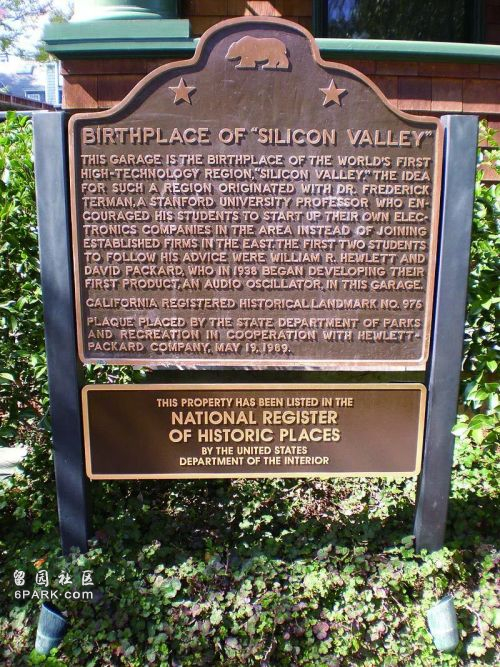 BIRTHPLACE OF "SILICON VALLEY"
THIS GARAGE IS THE BIRTHPLACE OF THE WORLD'S FIRST
HIGH-TECHNOLOGY REGION, "SILICON VALLEY." THE IDEA
FOR SUCH A REGION ORIGINATED WITH DR. FREDERICK
TERMAN, A STANFORD UNIVERSITY PROFESSOR WHO EN-
COURAGED HIS STUDENTS TO START UP THEIR OWN ELEC-
TRONICS COMPANIES IN THE AREA INSTEAD OF JOINING
ESTABLISHED FIRMS IN THE EAST. THE FIRST TWO STUDENTS
TO FOLLOW HIS ADVICE WERE WILLIAM R. HEWLETT AND
DAVID PACKARD, WHO IN 1938 BEGAN DEVELOPING THEIR
FIRST PRODUCT, AN AUDIO OSCILLATOR, IN THIS GARAGE.
CALIFORNIA REGISTERED HISTORICAL LANDMARK NO. 976
PLAQUE PLACED BY THE STATE DEPARTMENT OF PARKS
AND RECREATION IN COOPERATION WITH HEWLETT-
PACKARD COMPANY, MAY 19, 1989.
THIS PROPERTY HAS BEEN LISTED IN THE
NATIONAL REGISTER
OF HISTORIC PLACES
BY THE UNITED STATES
DEPARTMENT OF THE INTERIOR
留园社区
6PARK·com